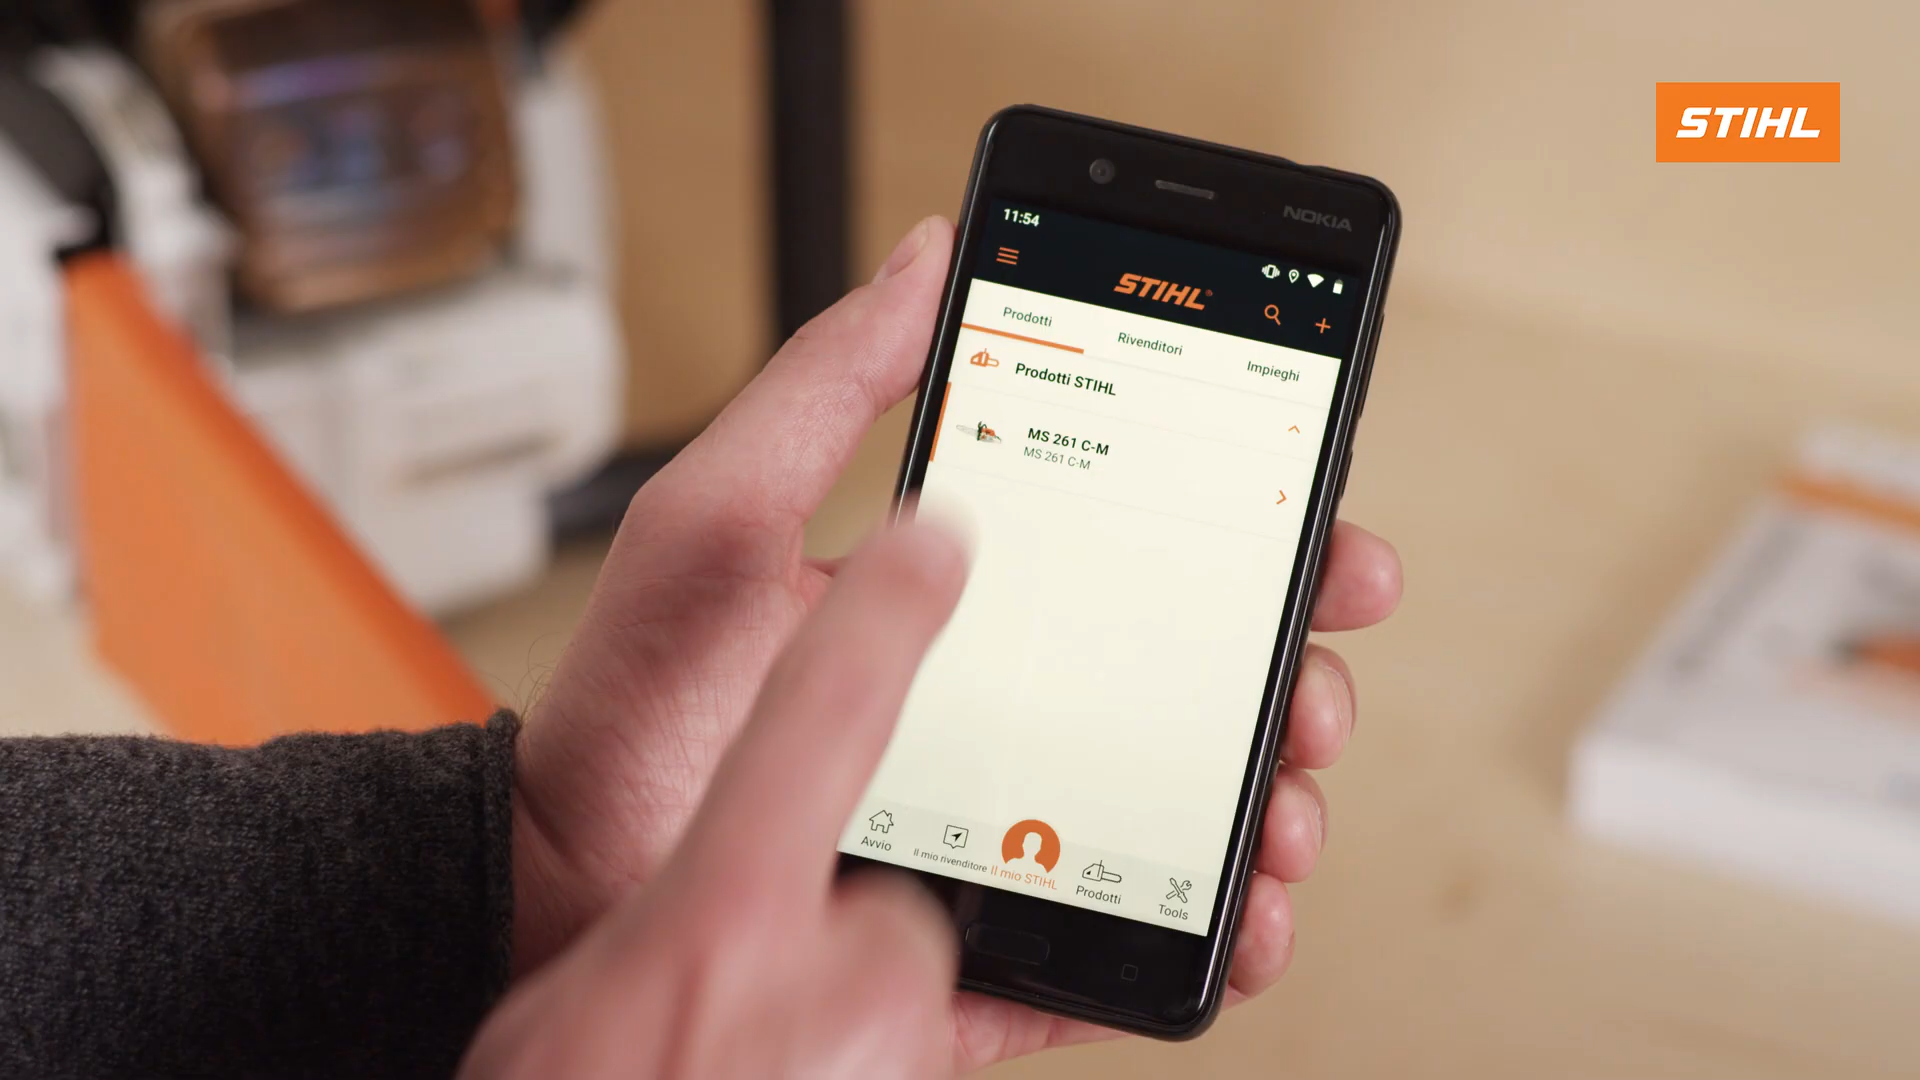 STIHL
NOKIA
11:54
STIHL
Prodotti
Rivenditori
Impieghi
Prodotti STIHL
MS 261 C-M
MS 261 C-M
Avvio
Il mio rivenditore
Il mio STIHL
Prodotti
Tools